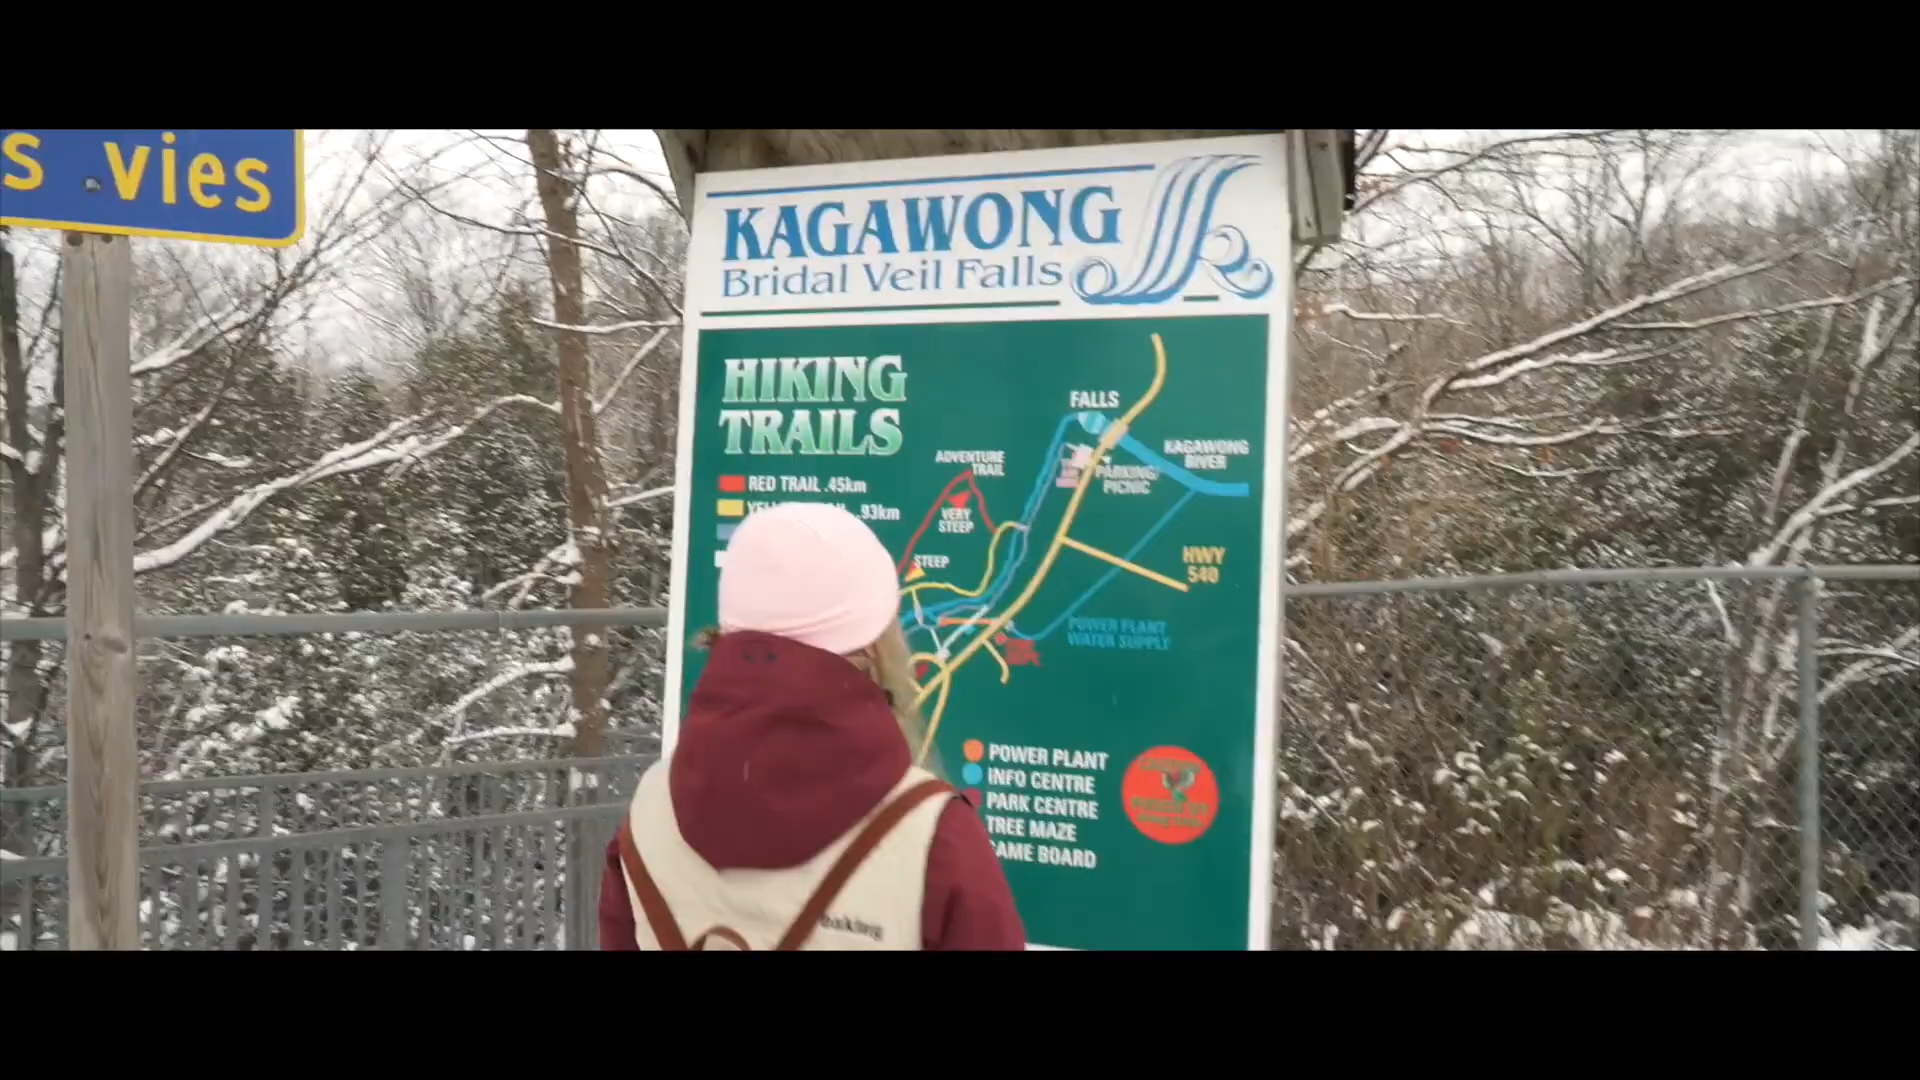 s vies
KAGAWONG
Bridal Veil Falls
HIKING
TRAILS
FALLS
KAGAWONG
RIVER
ADVENTURE
TRAIL
PARKING/
PICNIC
RED TRAIL .45km
.93km
VERY
STEEP
STEEP
HWY
540
POWER PLANT
WATER SUPPLY
POWER PLANT
INFO CENTRE
PARK CENTRE
TREE MAZE
AME BOARD